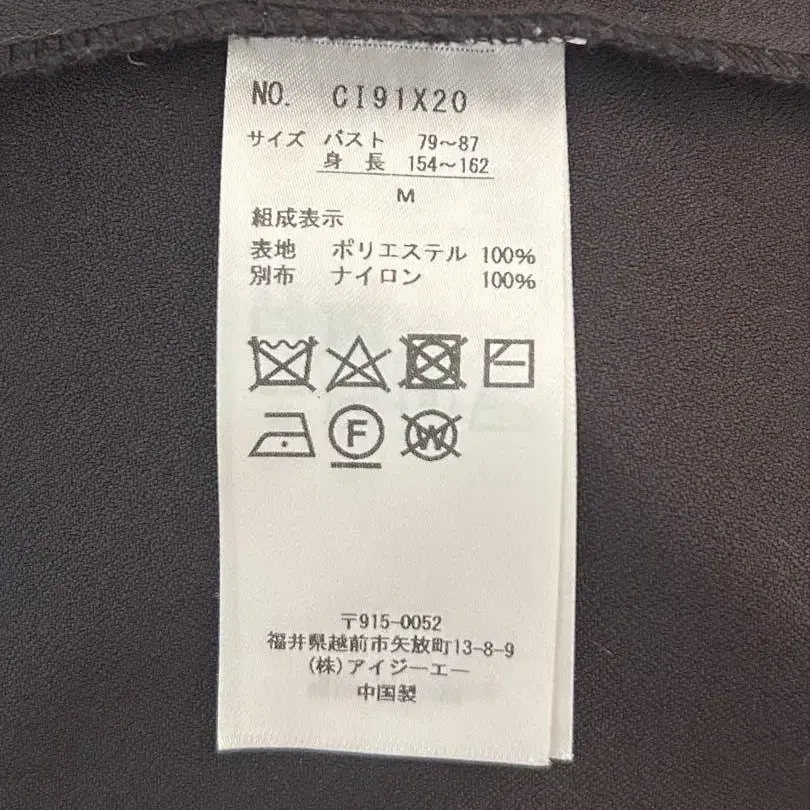 NO. CI91X20
サイズ バスト 79～87
身長 154～162
M
組成表示
表地 ポリエステル 100%
別布 ナイロン 100%
F W
〒915-0052
福井県越前市矢放町13-8-9
(株)アイジーエー
中国製